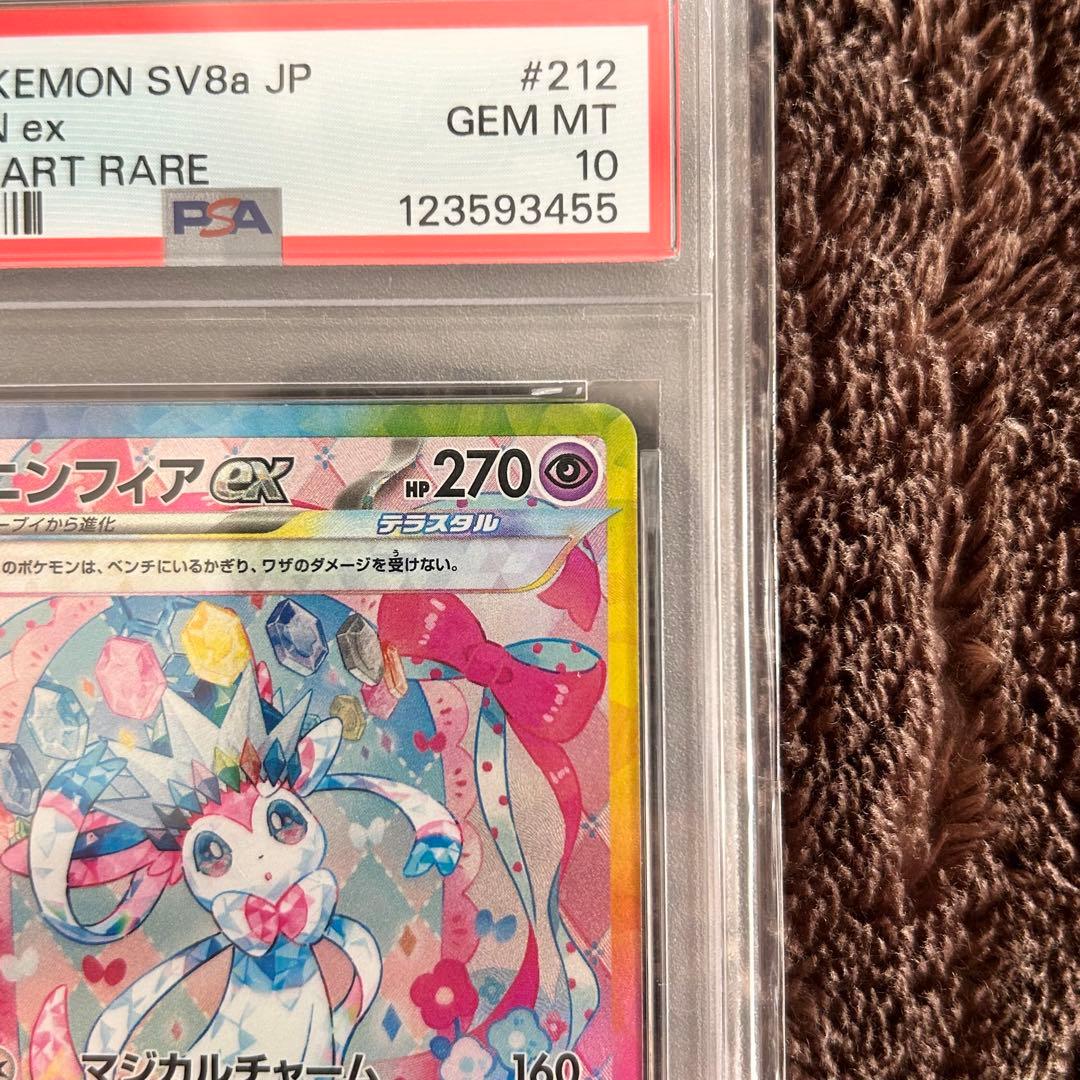 KEMON SV8a JP #212
N ex GEM MT
ART RARE 10
PSA 123593455
ニンフィアex HP 270
ーブイから進化 テラスタル
のポケモンは、ベンチにいるかぎり、ワザのダメージを受けない。
マジカルチャーム 160